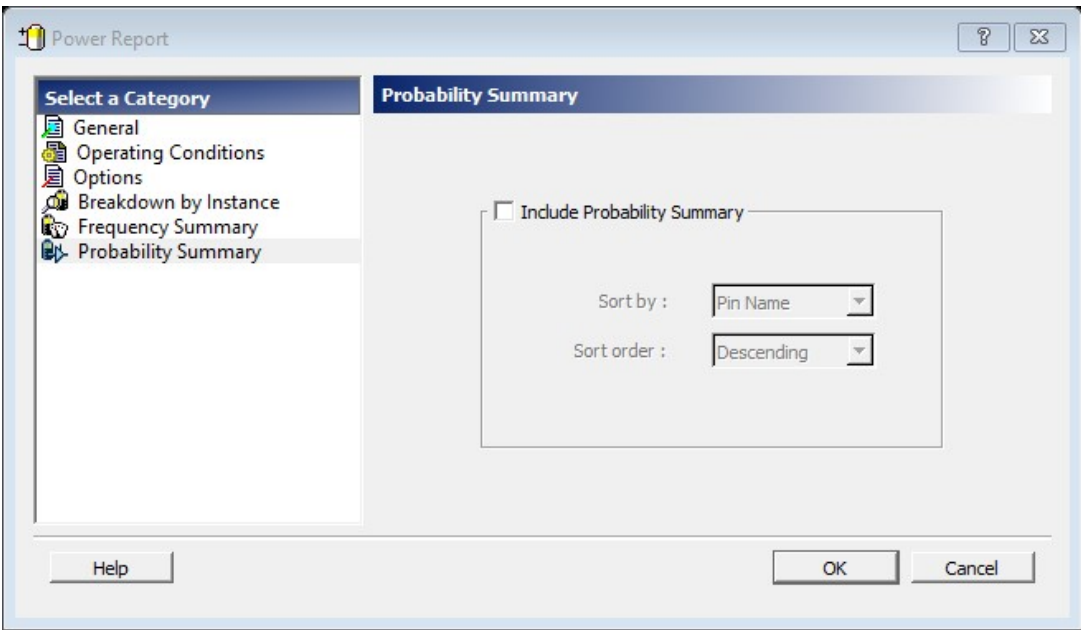 Power Report
Select a Category
General
Operating Conditions
Options
Breakdown by Instance
Frequency Summary
Probability Summary
Probability Summary
Include Probability Summary
Sort by :
Pin Name
Sort order :
Descending
Help
OK
Cancel